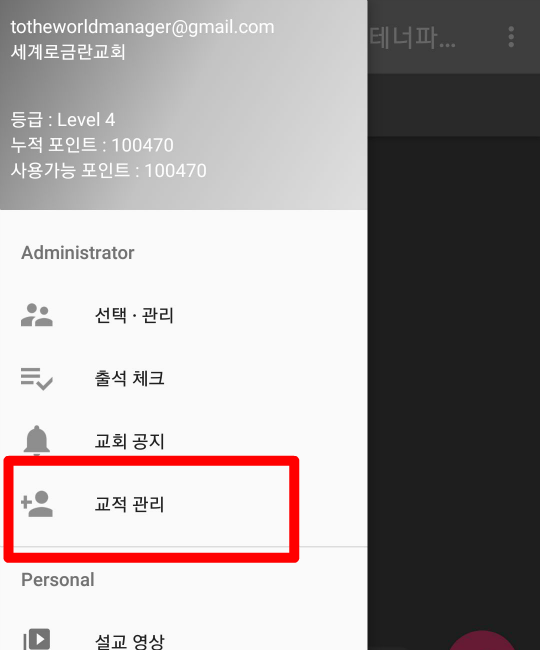 totheworldmanager@gmail.com
세계로금란교회
테너파...
등급 : Level 4
누적 포인트 : 100470
사용가능 포인트 : 100470
Administrator
선택 · 관리
출석 체크
교회 공지
교적 관리
Personal
설교 영상